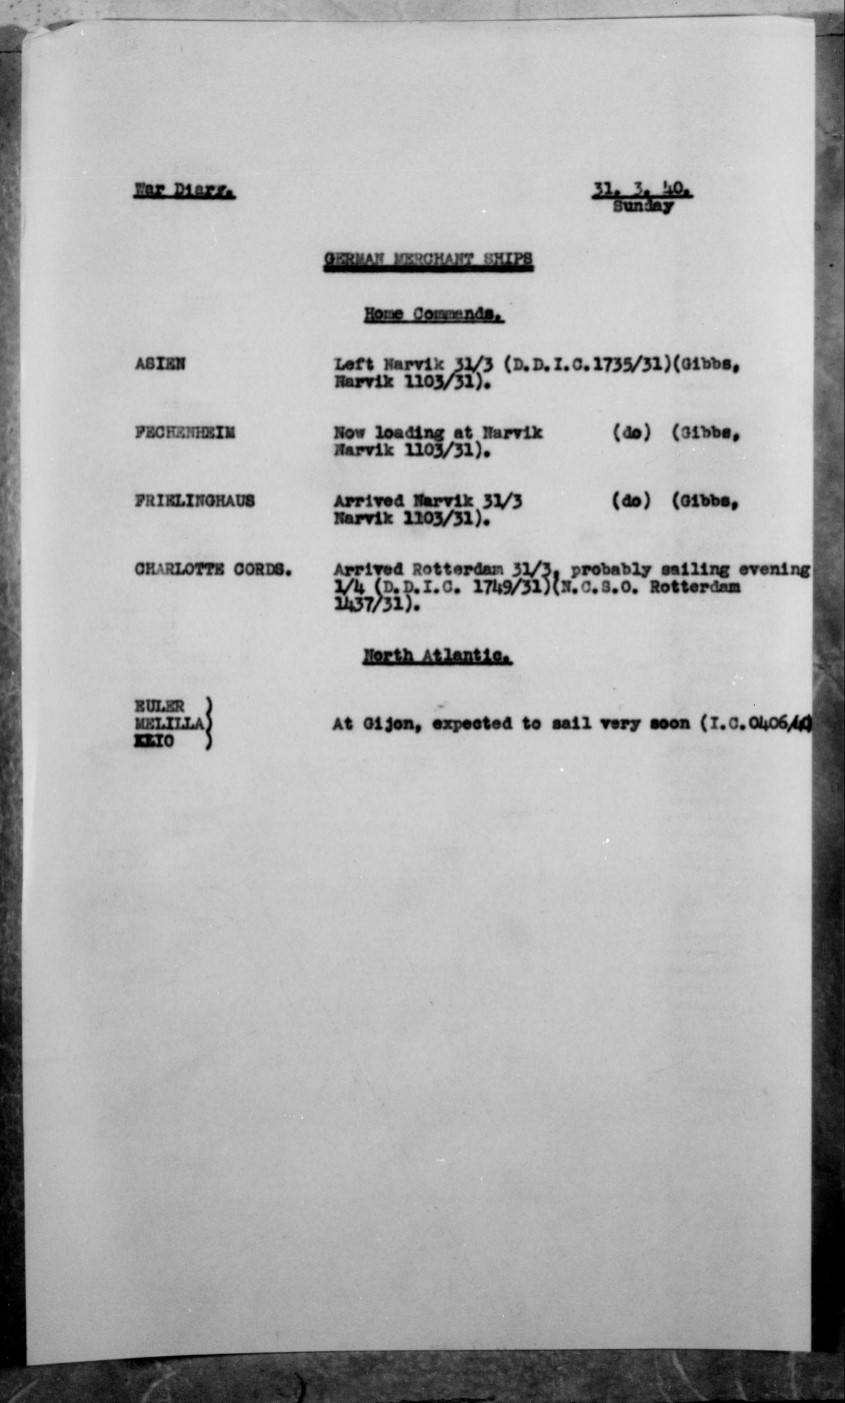 War Diary. 31. 3. 40.
Sunday
GERMAN MERCHANT SHIPS
Home Commands.
ASIEN Left Narvik 31/3 (D.D.I.C.1735/31)(Gibbs,
Narvik 1103/31).
FECHENHEIM Now loading at Narvik (do) (Gibbs,
Narvik 1103/31).
FRIELINGHAUS Arrived Narvik 31/3 (do) (Gibbs,
Narvik 1103/31).
CHARLOTTE CORDS. Arrived Rotterdam 31/3, probably sailing evening
1/4 (D.D.I.C. 1749/31)(N.C.S.O. Rotterdam
1437/31).
North Atlantic.
EULER )
MELILLA) At Gijon, expected to sail very soon (I.C.0406/40
KLIO )